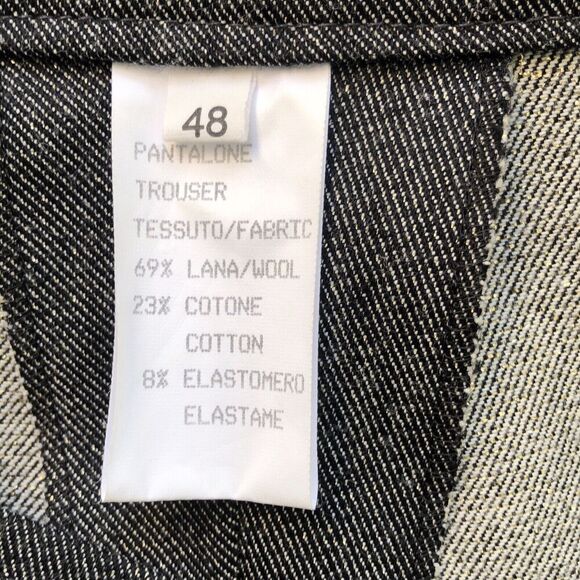 48
PANTALONE
TROUSER
TESSUTO/FABRIC
69% LANA/WOOL
23% COTONE
COTTON
8% ELASTOMERO
ELASTAME